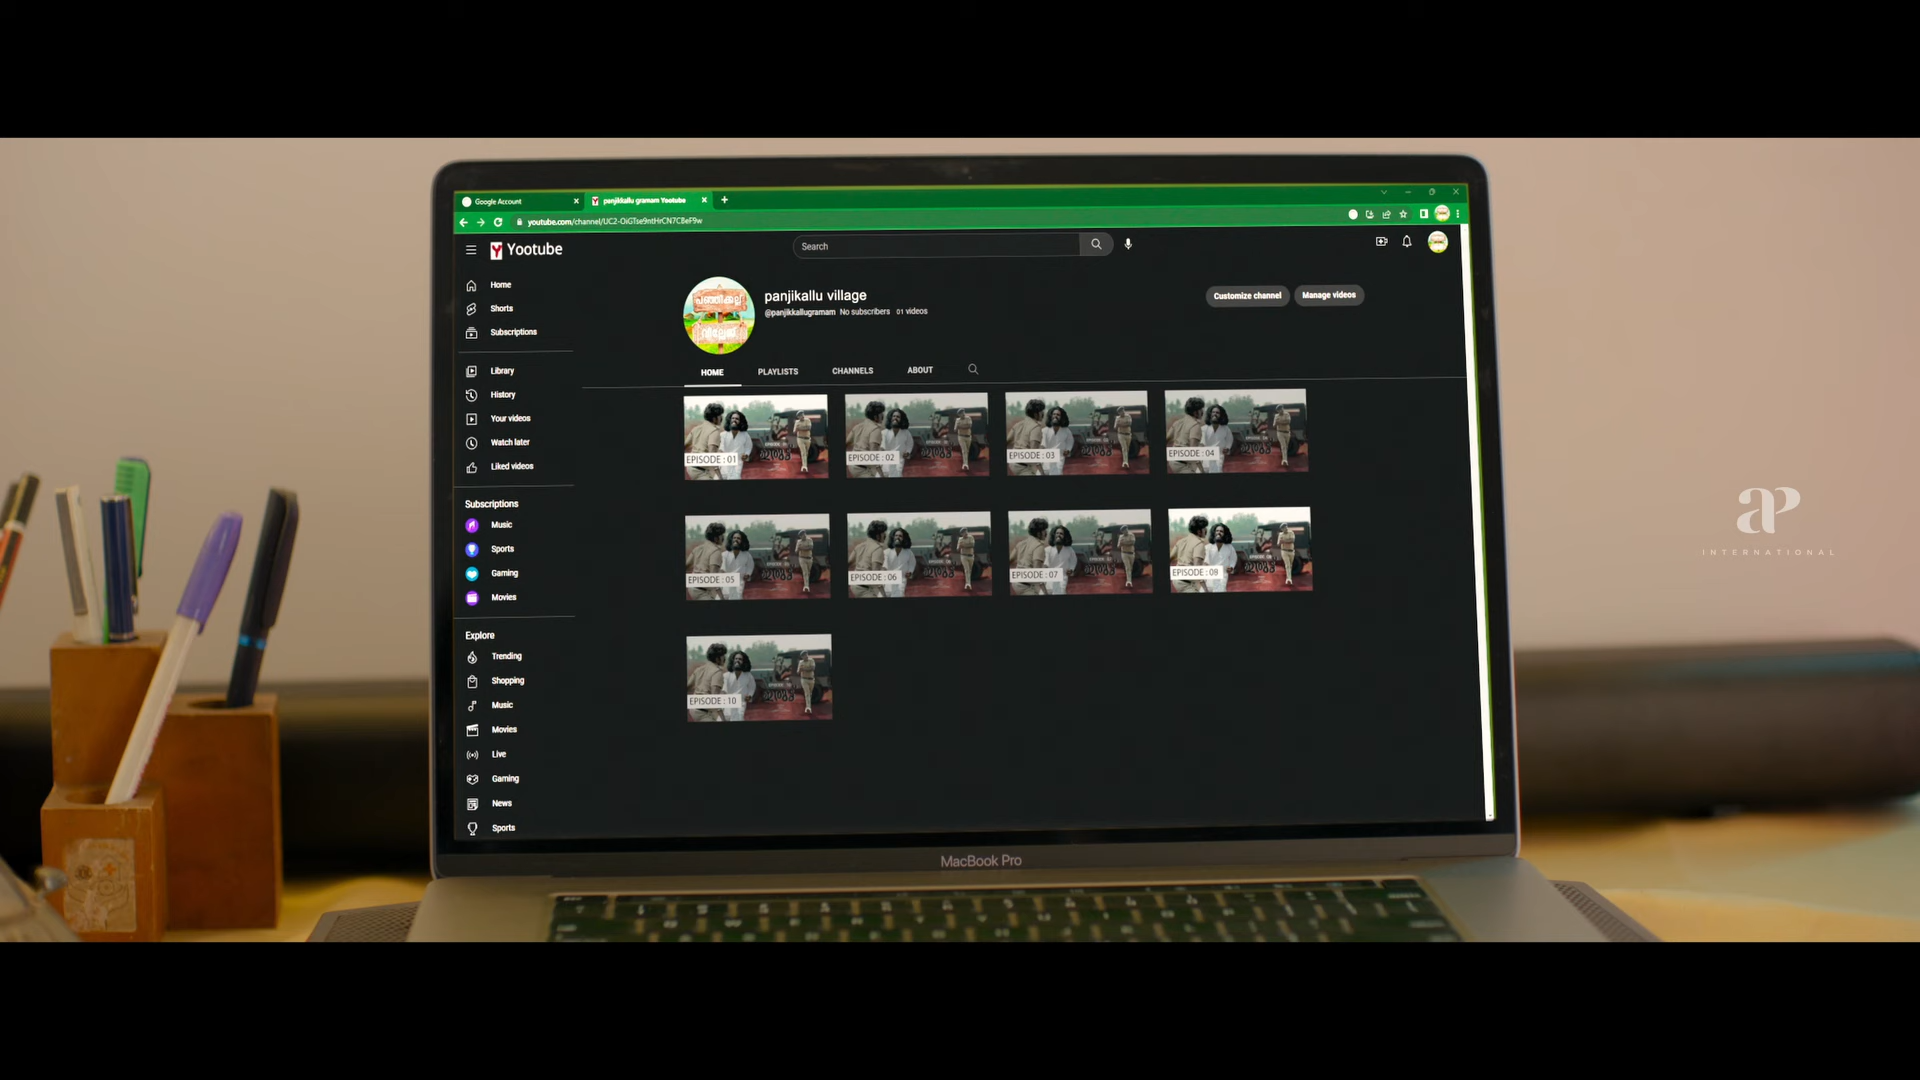 Google Account
panjikkallu gramam Yootube
youtube.com/channel/UC2-OiGTse9ntHrCN7CBeF9w
Yootube
Search
Home
Shorts
Subscriptions
Library
History
Your videos
Watch later
Liked videos
Subscriptions
Music
Sports
Gaming
Movies
Explore
Trending
Shopping
Music
Movies
Live
Gaming
News
Sports
panjikallu village
@panjikkallugramam No subscribers 01 videos
Customize channel
Manage videos
HOME PLAYLISTS CHANNELS ABOUT
EPISODE : 01
EPISODE : 02
EPISODE : 03
EPISODE : 04
EPISODE : 05
EPISODE : 06
EPISODE : 07
EPISODE : 09
EPISODE : 10
MacBook Pro
aP
INTERNATIONAL